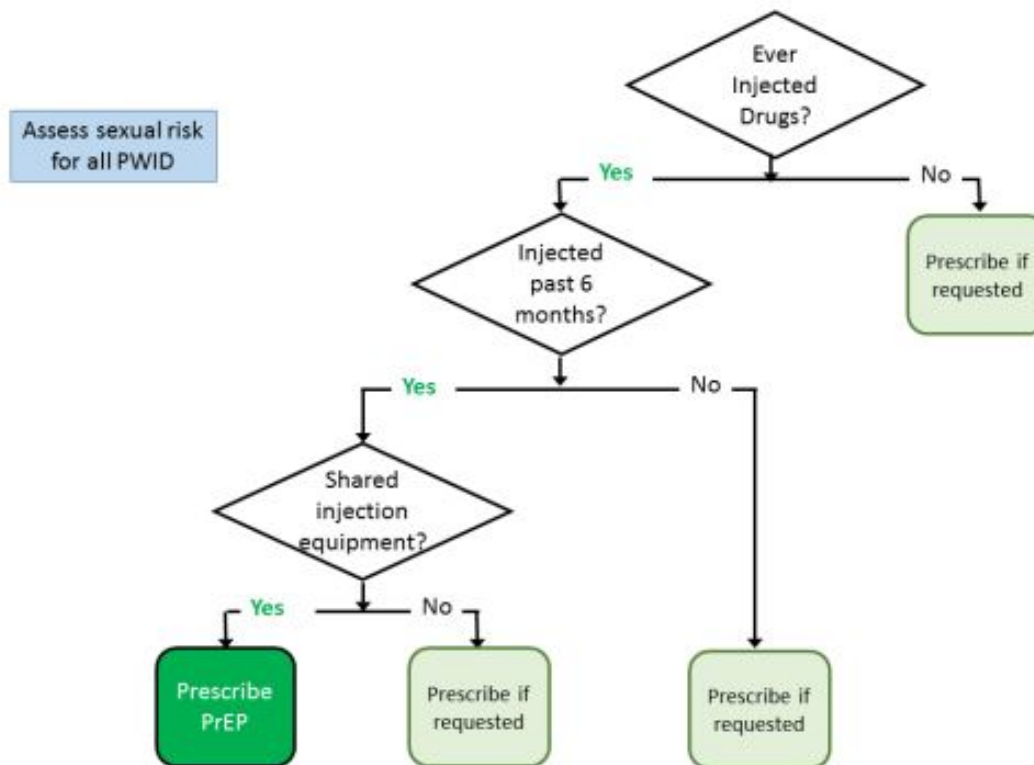 Ever
Injected
Drugs?
Assess sexual risk
for all PWID
Yes
No
Injected
past 6
months?
Prescribe if
requested
Yes
No
Shared
injection
equipment?
Yes
No
Prescribe
PrEP
Prescribe if
requested
Prescribe if
requested